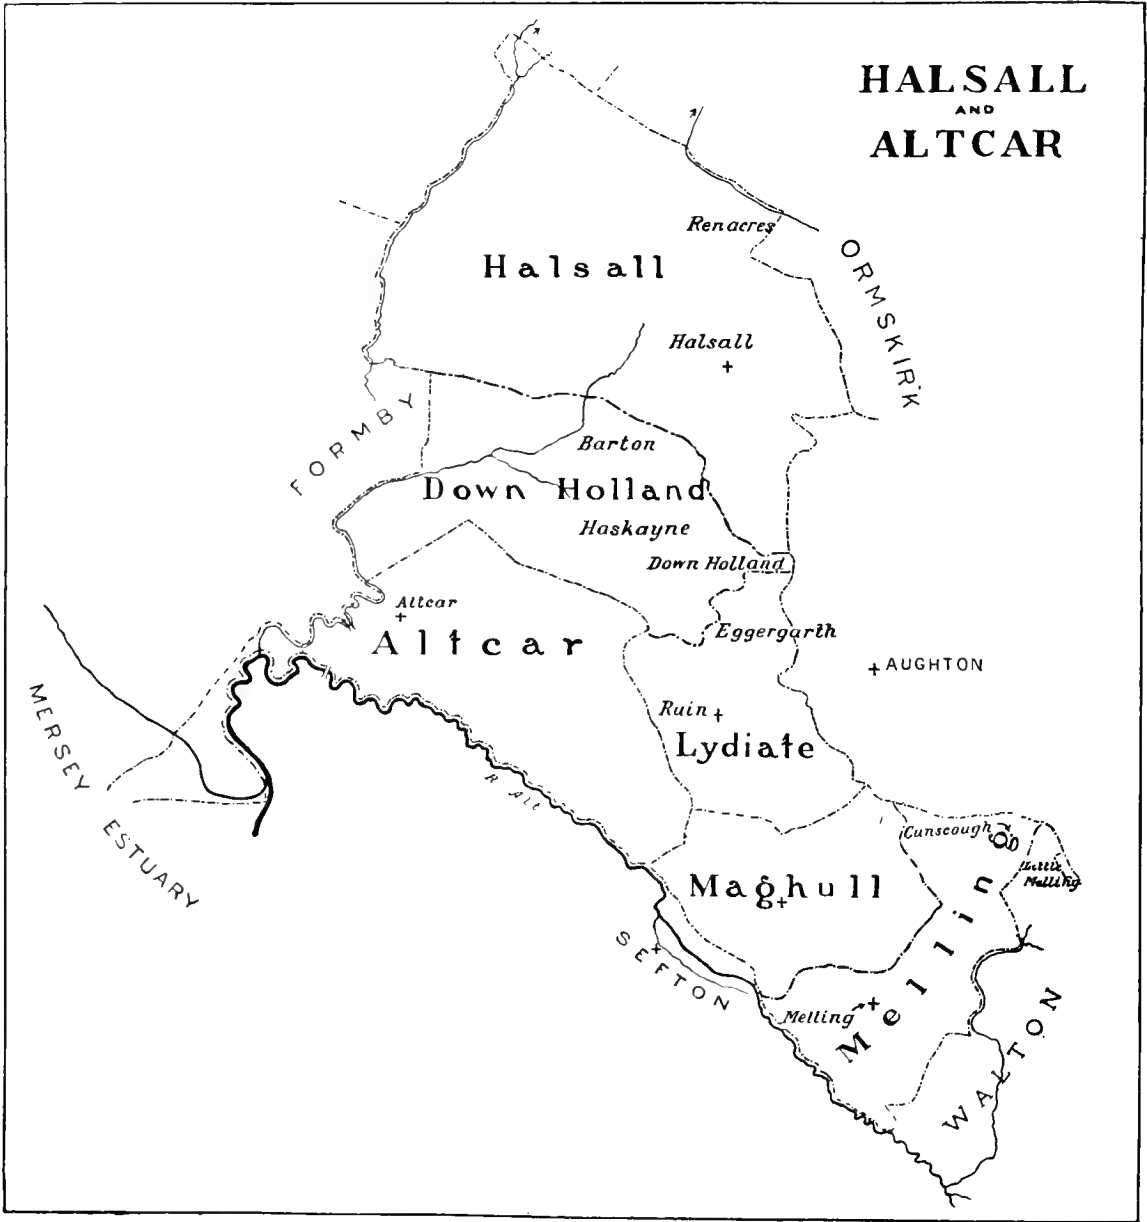 HALSALL
AND
ALTCAR
Renacres
ORMSKIRK
Halsall
Halsall
FORMBY
Barton
Down Holland
Haskayne
Down Holland
Altcar
Altcar
Eggergarth
AUGHTON
MERSEY
ESTUARY
Ruin
Lydiate
R Alt
Cunscough
Little
Melling
Maghull
SEFTON
Melling
Melling
WALTON